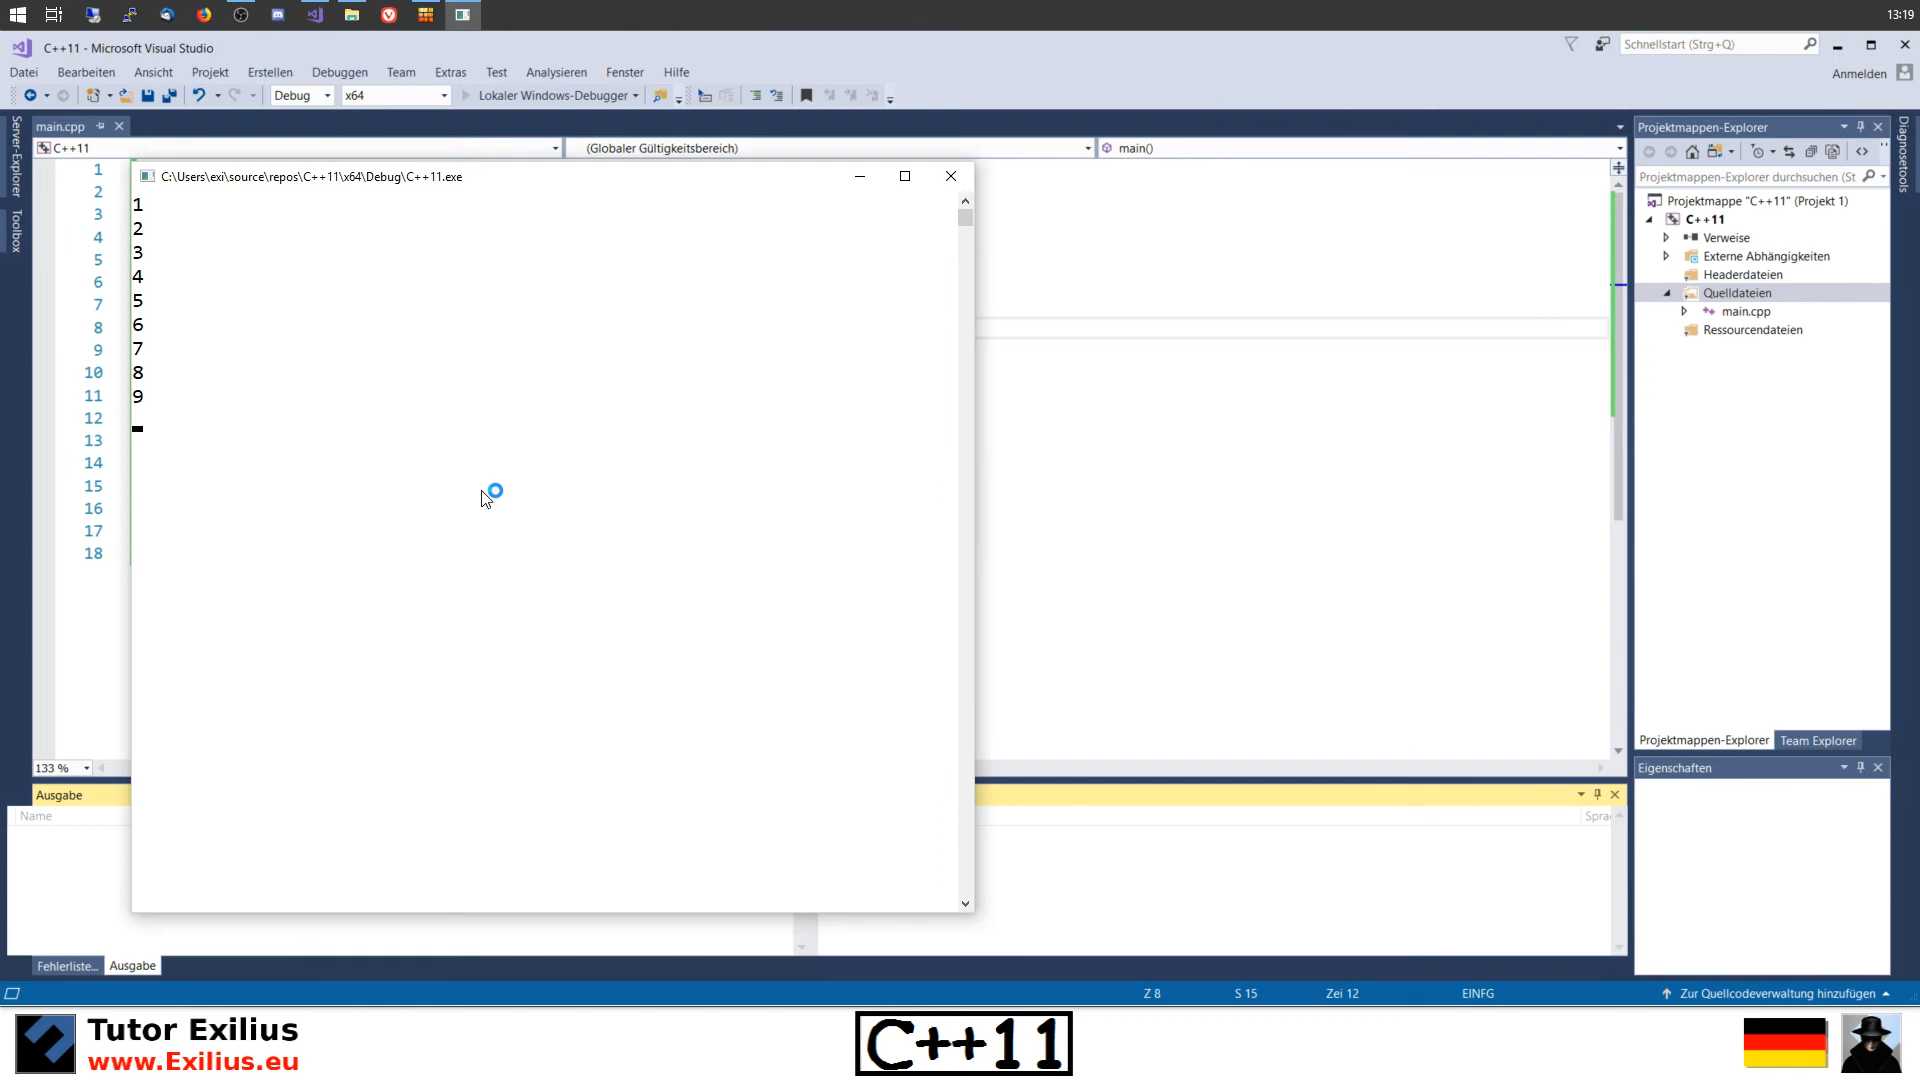 13:19
C++11 - Microsoft Visual Studio
Schnellstart (Strg+Q)
Datei Bearbeiten Ansicht Projekt Erstellen Debuggen Team Extras Test Analysieren Fenster Hilfe
Anmelden
Debug x64 Lokaler Windows-Debugger
Server-Explorer
Toolbox
main.cpp
C++11 (Globaler Gültigkeitsbereich) main()
1
2
3
4
5
6
7
8
9
10
11
12
13
14
15
16
17
18
C:\Users\exi\source\repos\C++11\x64\Debug\C++11.exe
1
2
3
4
5
6
7
8
9
133 %
Ausgabe
Name
Fehlerliste... Ausgabe
Projektmappen-Explorer
Projektmappen-Explorer durchsuchen (St
Projektmappe "C++11" (Projekt 1)
C++11
Verweise
Externe Abhängigkeiten
Headerdateien
Quelldateien
main.cpp
Ressourcendateien
Projektmappen-Explorer Team Explorer
Eigenschaften
Diagnosetools
Z 8 S 15 Zei 12 EINFG Zur Quellcodeverwaltung hinzufügen
Tutor Exilius
www.Exilius.eu
C++11